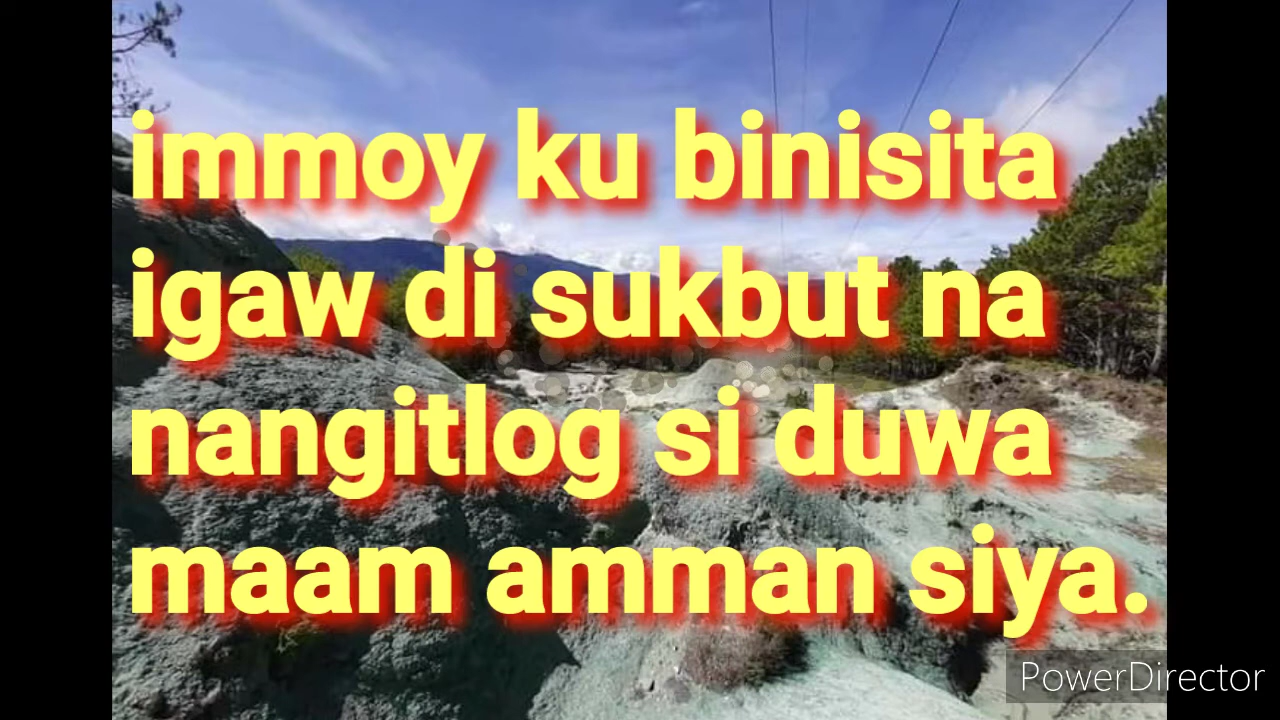 immoy ku binisita
igaw di sukbut na
nangitlog si duwa
maam amman siya.
PowerDirector